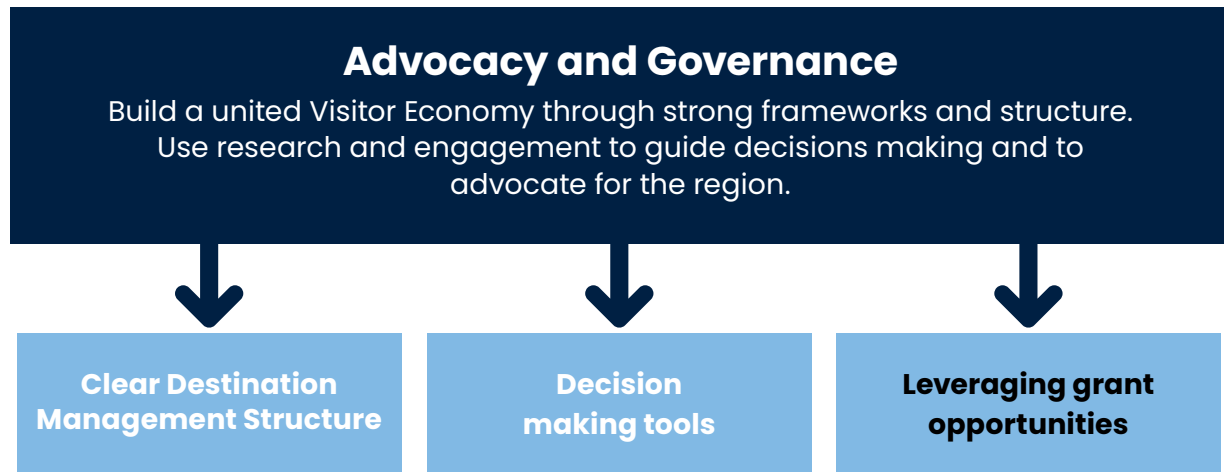 Advocacy and Governance
Build a united Visitor Economy through strong frameworks and structure.
Use research and engagement to guide decisions making and to
advocate for the region.
Clear Destination
Management Structure
Decision
making tools
Leveraging grant
opportunities